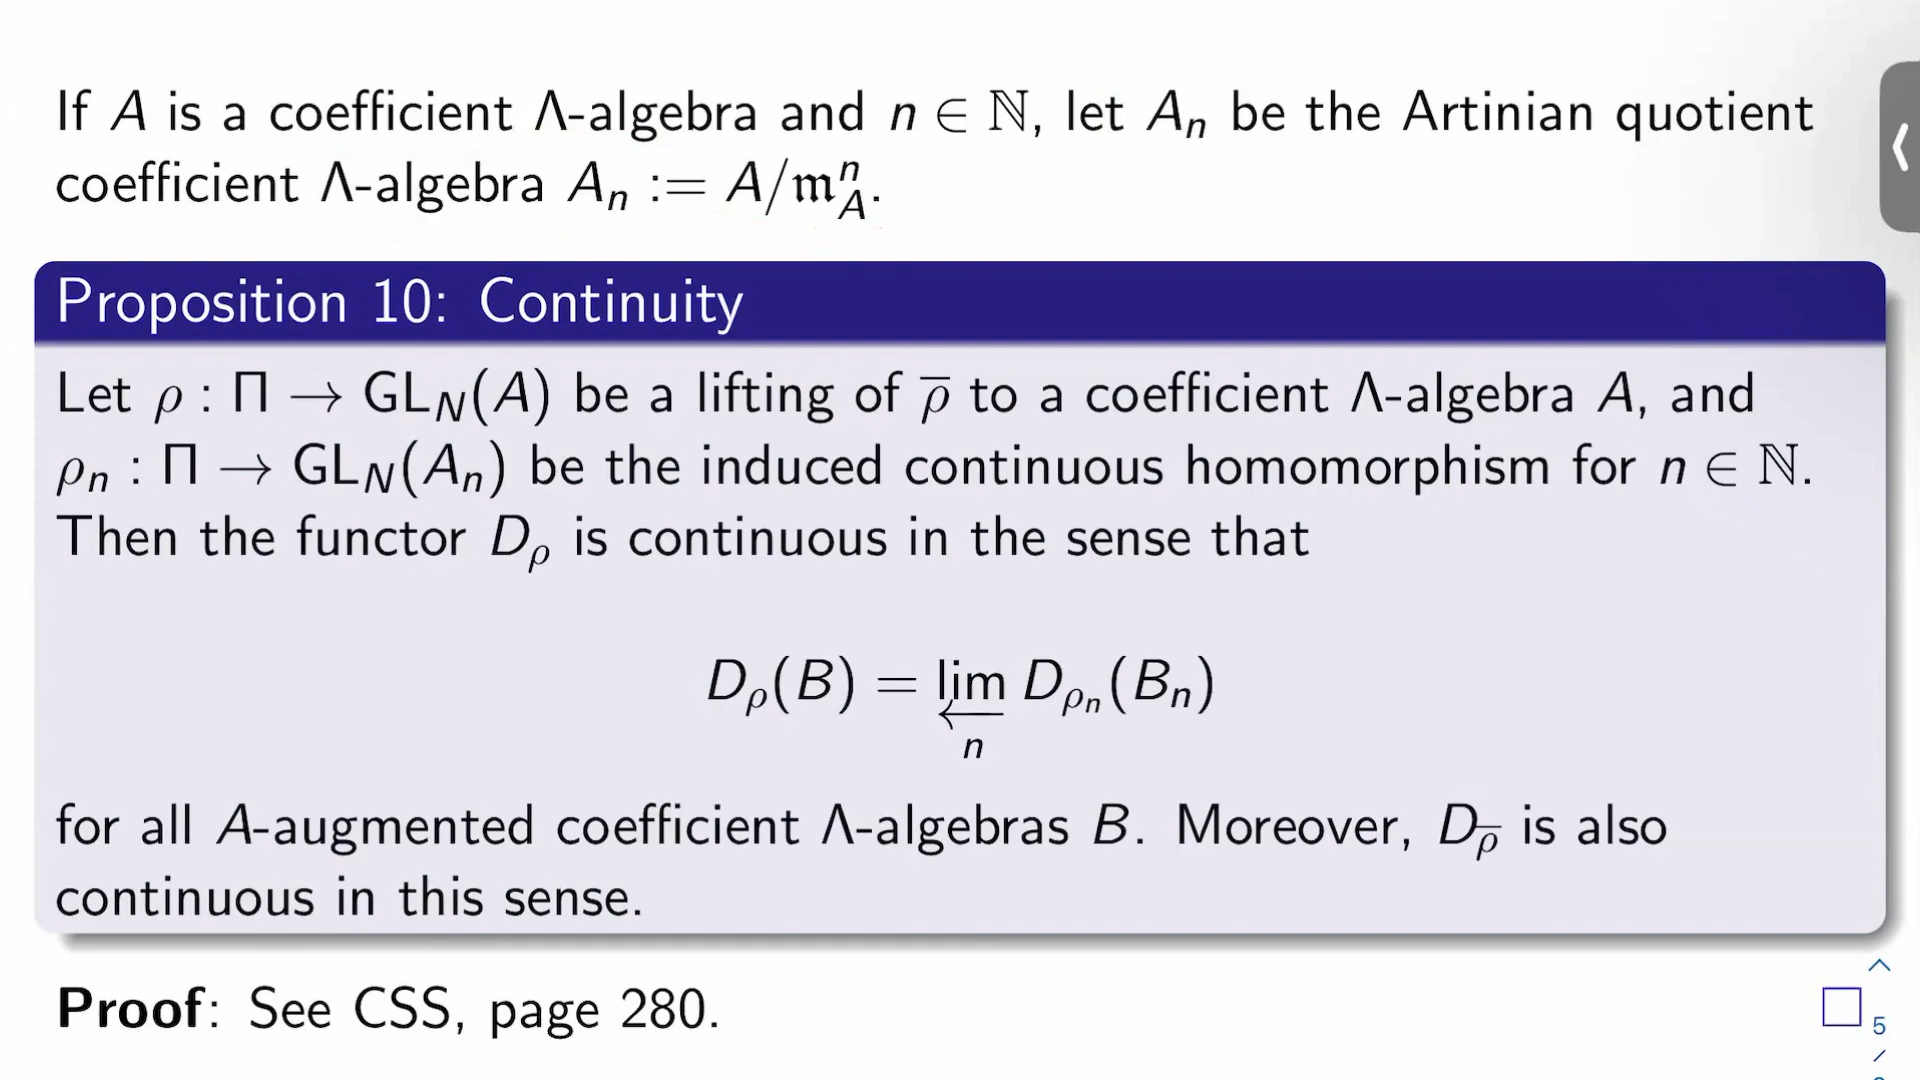 If A is a coefficient Λ-algebra and n ∈ ℕ, let Aₙ be the Artinian quotient
coefficient Λ-algebra Aₙ := A/𝔪ⁿ_A.
Proposition 10: Continuity
Let ρ : Π → GL_N(A) be a lifting of ρ̄ to a coefficient Λ-algebra A, and
ρₙ : Π → GL_N(Aₙ) be the induced continuous homomorphism for n ∈ ℕ.
Then the functor D_ρ is continuous in the sense that
D_ρ(B) = lim← D_ρₙ(Bₙ)
n
for all A-augmented coefficient Λ-algebras B. Moreover, D_ρ̄ is also
continuous in this sense.
Proof: See CSS, page 280. □
5
/